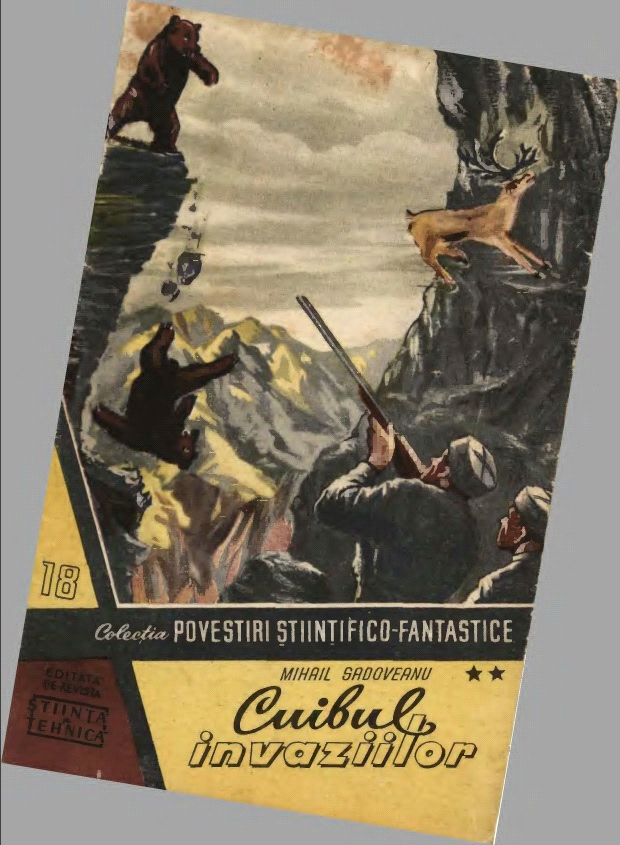 18
Colecția POVESTIRI ȘTIINȚIFICO-FANTASTICE
MIHAIL SADOVEANU ★★
Cuibul
invaziilor
EDITATĂ
DE REVISTA
ȘTIINȚĂ
ȘI
TEHNICĂ